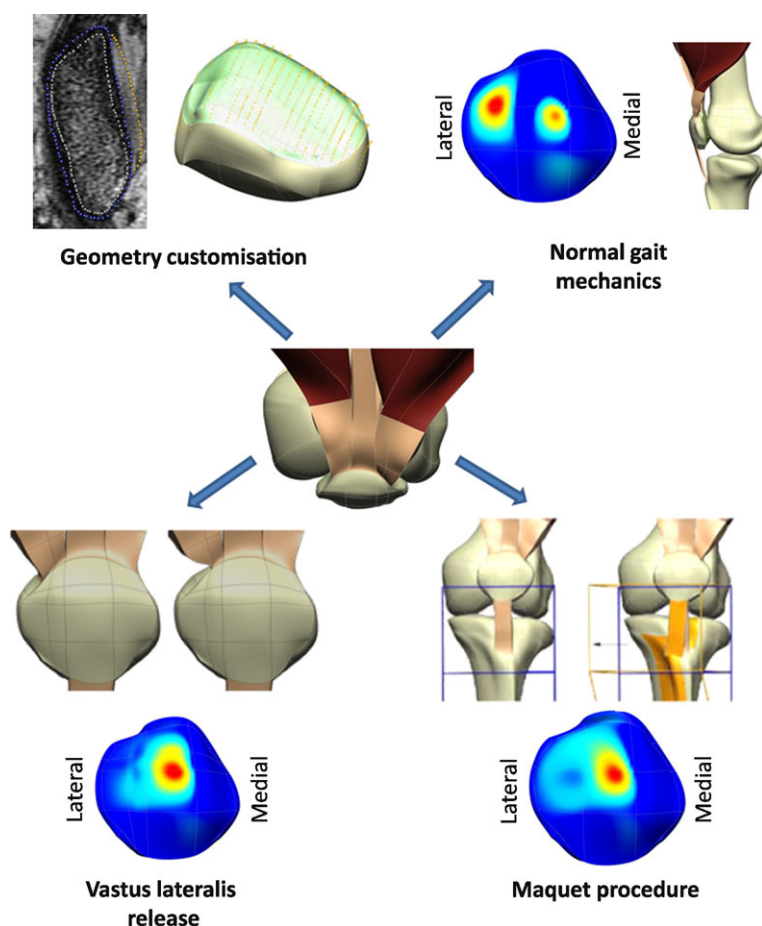 Lateral
Medial
Geometry customisation
Normal gait
mechanics
Lateral
Medial
Lateral
Medial
Vastus lateralis
release
Maquet procedure